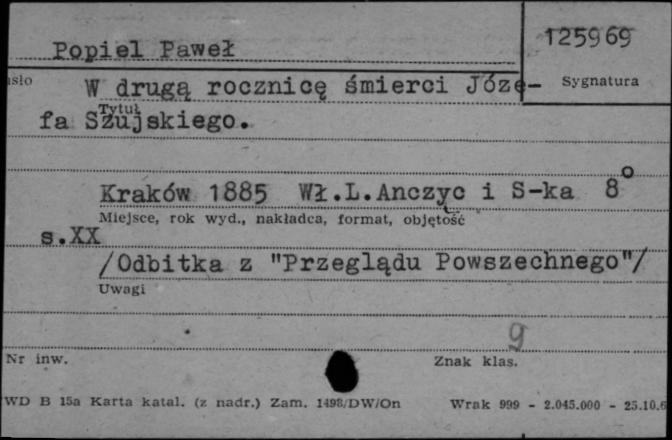 Popiel Paweł
125969
Sygnatura
W drugą rocznicę śmierci Józe-
Tytuł
fa Szujskiego.
Kraków 1885 Wł.L.Anczyc i S-ka 8°
Miejsce, rok wyd., nakładca, format, objętość
s.XX
/Odbitka z "Przeglądu Powszechnego"/
Uwagi
9
Nr inw.
Znak klas.
WD B 15a Karta katal. (z nadr.) Zam. 1498/DW/On Wrak 999 - 2.045.000 - 25.10.6